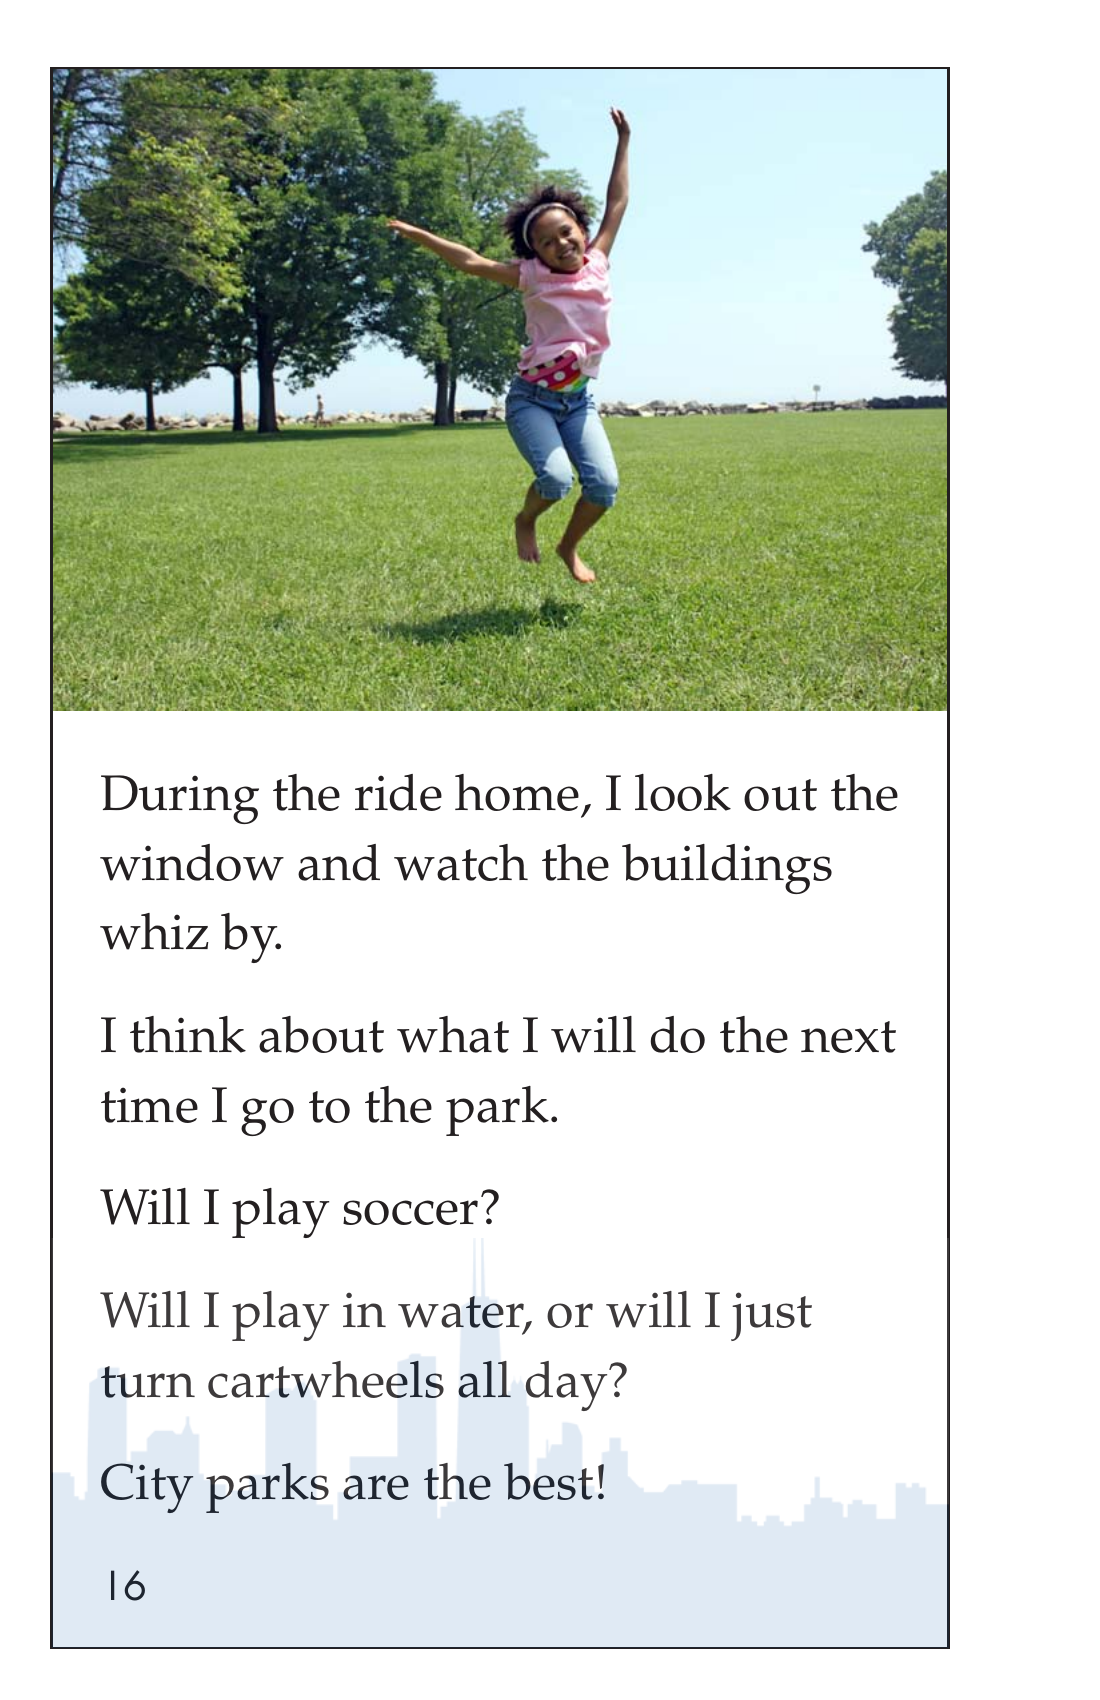 During the ride home, I look out the
window and watch the buildings
whiz by.
I think about what I will do the next
time I go to the park.
Will I play soccer?
Will I play in water, or will I just
turn cartwheels all day?
City parks are the best!
16